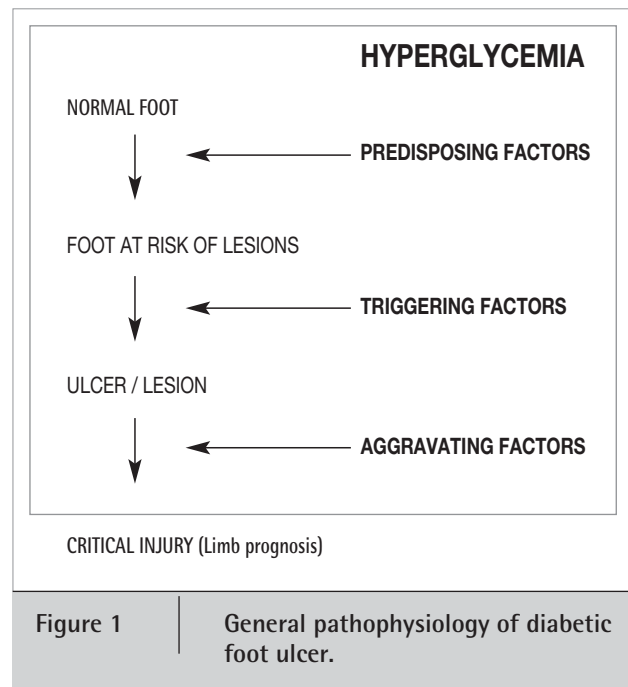 HYPERGLYCEMIA
NORMAL FOOT
PREDISPOSING FACTORS
FOOT AT RISK OF LESIONS
TRIGGERING FACTORS
ULCER / LESION
AGGRAVATING FACTORS
CRITICAL INJURY (Limb prognosis)
Figure 1
General pathophysiology of diabetic
foot ulcer.